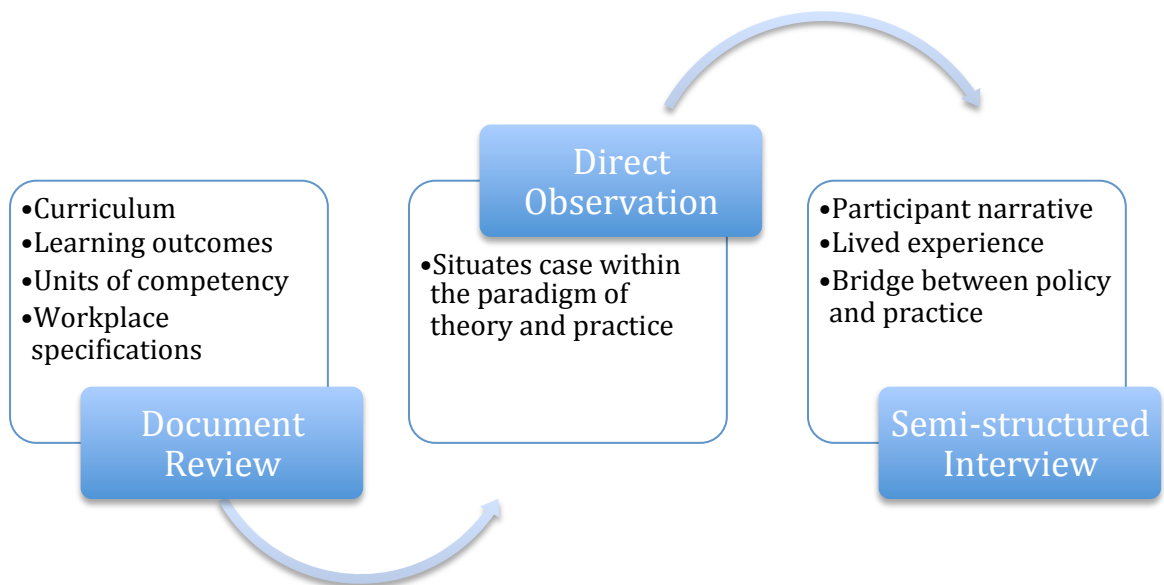 •Curriculum
•Learning outcomes
•Units of competency
•Workplace
specifications
Document
Review
Direct
Observation
•Situates case within
the paradigm of
theory and practice
•Participant narrative
•Lived experience
•Bridge between policy
and practice
Semi-structured
Interview